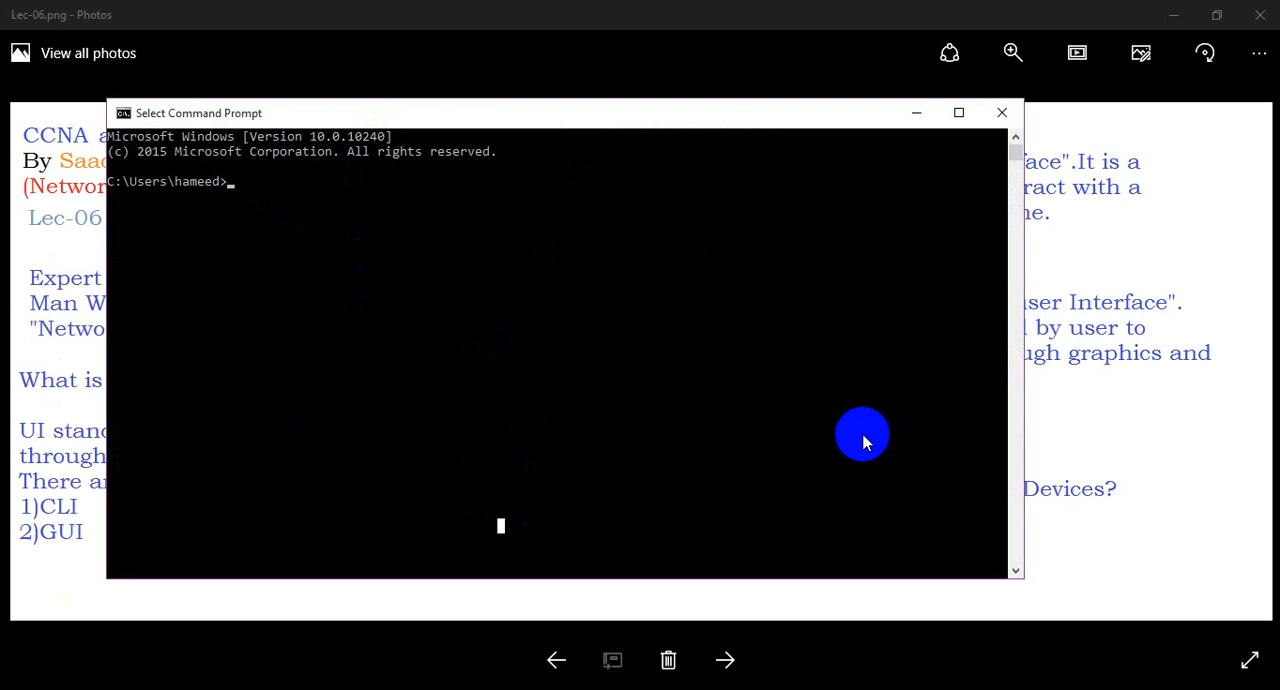 Lec-06.png - Photos
View all photos
Select Command Prompt
Microsoft Windows [Version 10.0.10240]
(c) 2015 Microsoft Corporation. All rights reserved.
C:\Users\hameed>
CCNA
By Saad
(Networ
Lec-06
Expert
Man W
"Netwo
What is
UI stand
through
There ar
1)CLI
2)GUI
face".It is a
ract with a
ne.
user Interface".
by user to
ugh graphics and
Devices?